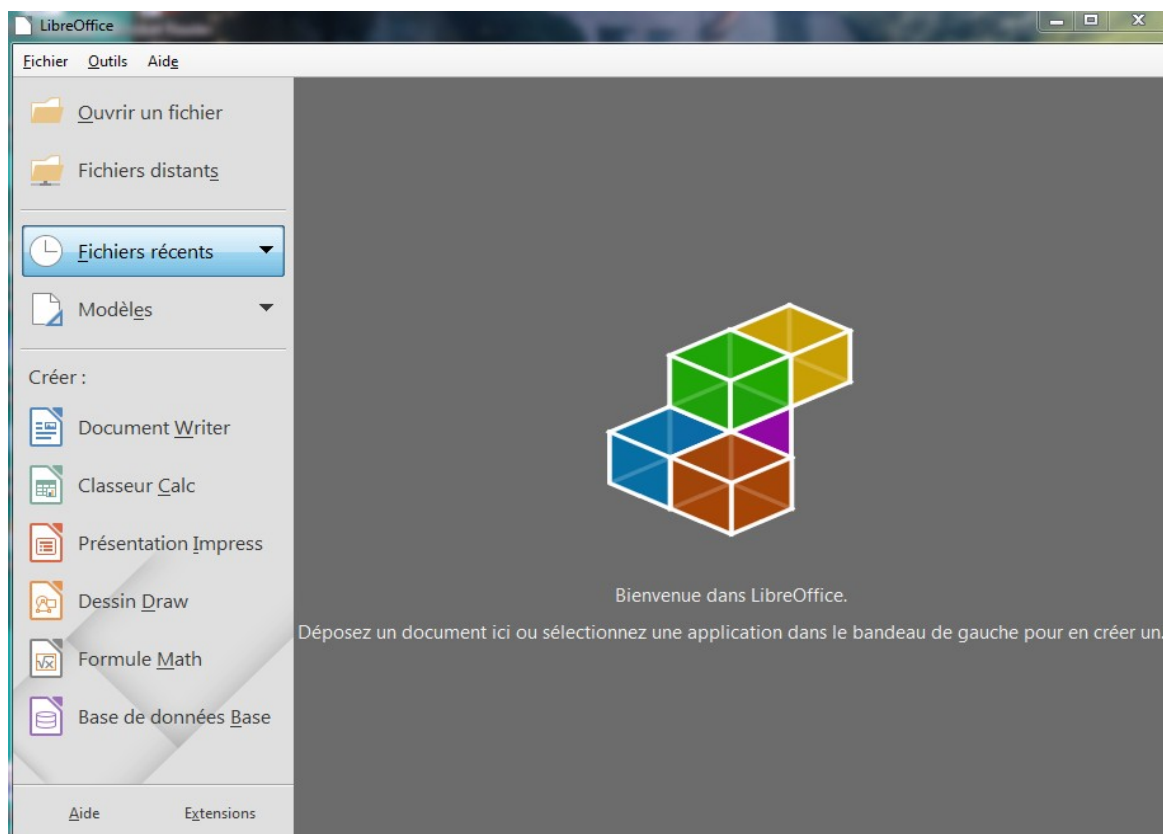 LibreOffice
Fichier Outils Aide
Ouvrir un fichier
Fichiers distants
Fichiers récents
Modèles
Créer :
Document Writer
Classeur Calc
Présentation Impress
Dessin Draw
Formule Math
Base de données Base
Aide Extensions
Bienvenue dans LibreOffice.
Déposez un document ici ou sélectionnez une application dans le bandeau de gauche pour en créer un.